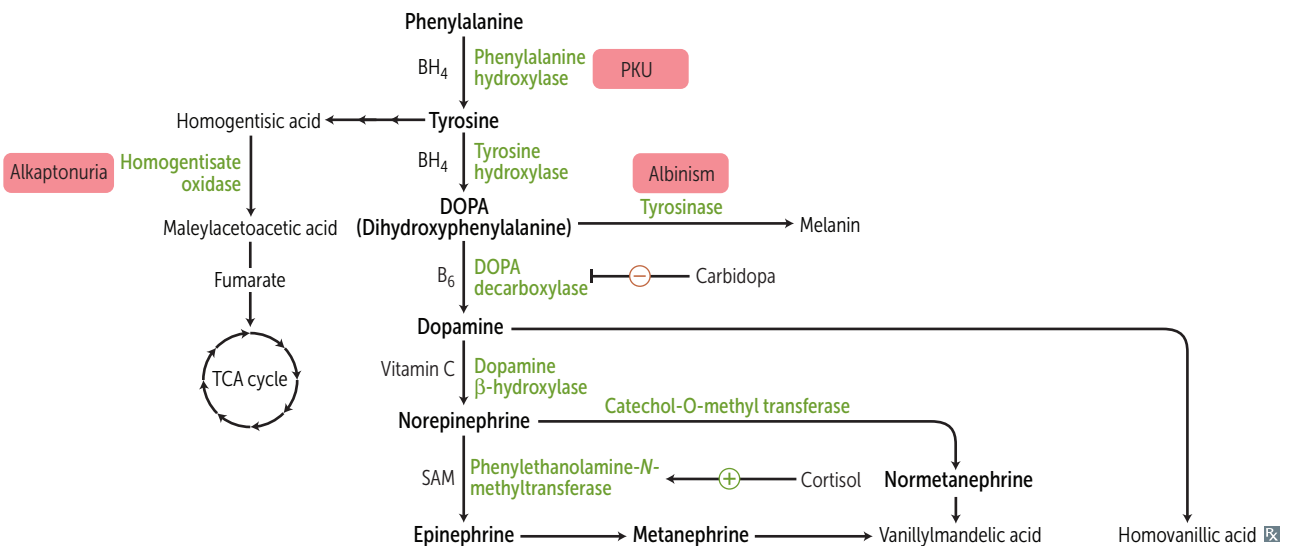 Phenylalanine
BH4
Phenylalanine
hydroxylase
PKU
Homogentisic acid
Tyrosine
Alkaptonuria
Homogentisate
oxidase
BH4
Tyrosine
hydroxylase
Albinism
Tyrosinase
Maleylacetoacetic acid
DOPA
(Dihydroxyphenylalanine)
Melanin
Fumarate
B6
DOPA
decarboxylase
−
Carbidopa
Dopamine
TCA cycle
Vitamin C
Dopamine
β-hydroxylase
Norepinephrine
Catechol-O-methyl transferase
SAM
Phenylethanolamine-N-
methyltransferase
+
Cortisol
Normetanephrine
Epinephrine
Metanephrine
Vanillylmandelic acid
Homovanillic acid ℞